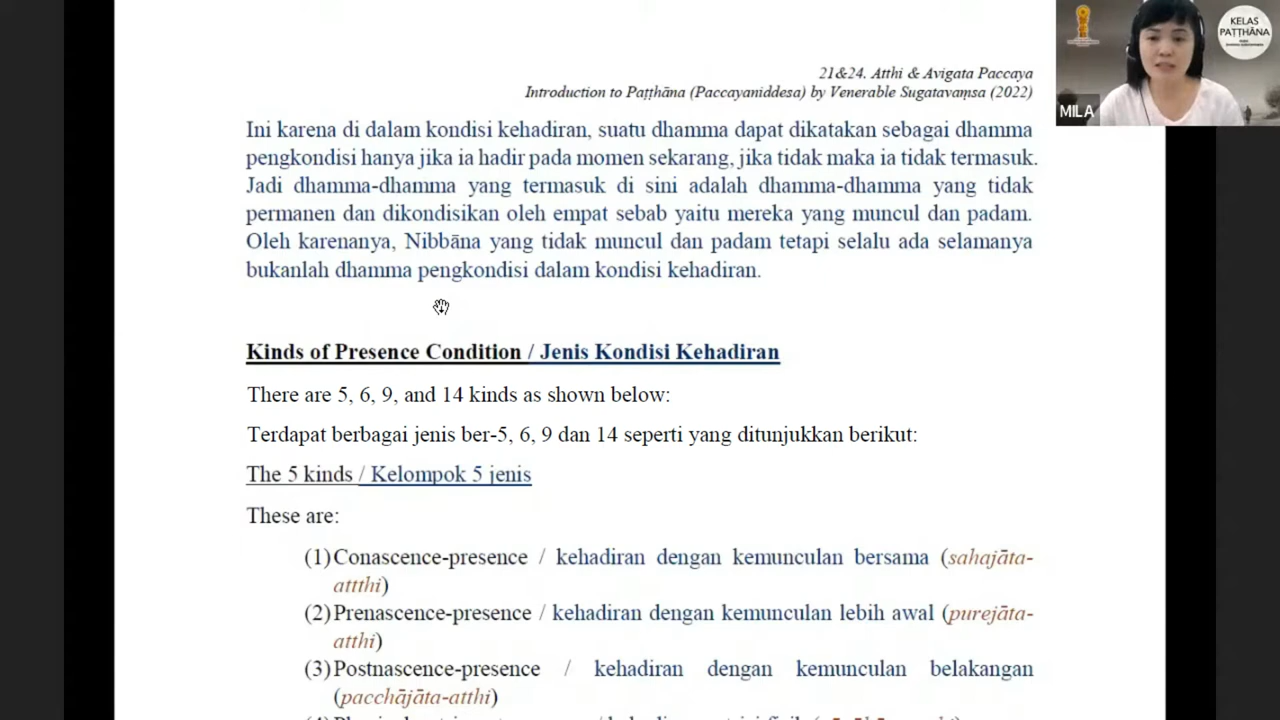 21&24. Atthi & Avigata Paccaya
Introduction to Paṭṭhāna (Paccayaniddesa) by Venerable Sugatavaṃsa (2022)
KELAS
PAṬṬHĀNA
MILA
Ini karena di dalam kondisi kehadiran, suatu dhamma dapat dikatakan sebagai dhamma
pengkondisi hanya jika ia hadir pada momen sekarang, jika tidak maka ia tidak termasuk.
Jadi dhamma-dhamma yang termasuk di sini adalah dhamma-dhamma yang tidak
permanen dan dikondisikan oleh empat sebab yaitu mereka yang muncul dan padam.
Oleh karenanya, Nibbāna yang tidak muncul dan padam tetapi selalu ada selamanya
bukanlah dhamma pengkondisi dalam kondisi kehadiran.
Kinds of Presence Condition / Jenis Kondisi Kehadiran
There are 5, 6, 9, and 14 kinds as shown below:
Terdapat berbagai jenis ber-5, 6, 9 dan 14 seperti yang ditunjukkan berikut:
The 5 kinds / Kelompok 5 jenis
These are:
(1) Conascence-presence / kehadiran dengan kemunculan bersama (sahajāta-
attthi)
(2) Prenascence-presence / kehadiran dengan kemunculan lebih awal (purejāta-
atthi)
(3) Postnascence-presence / kehadiran dengan kemunculan belakangan
(pacchājāta-atthi)